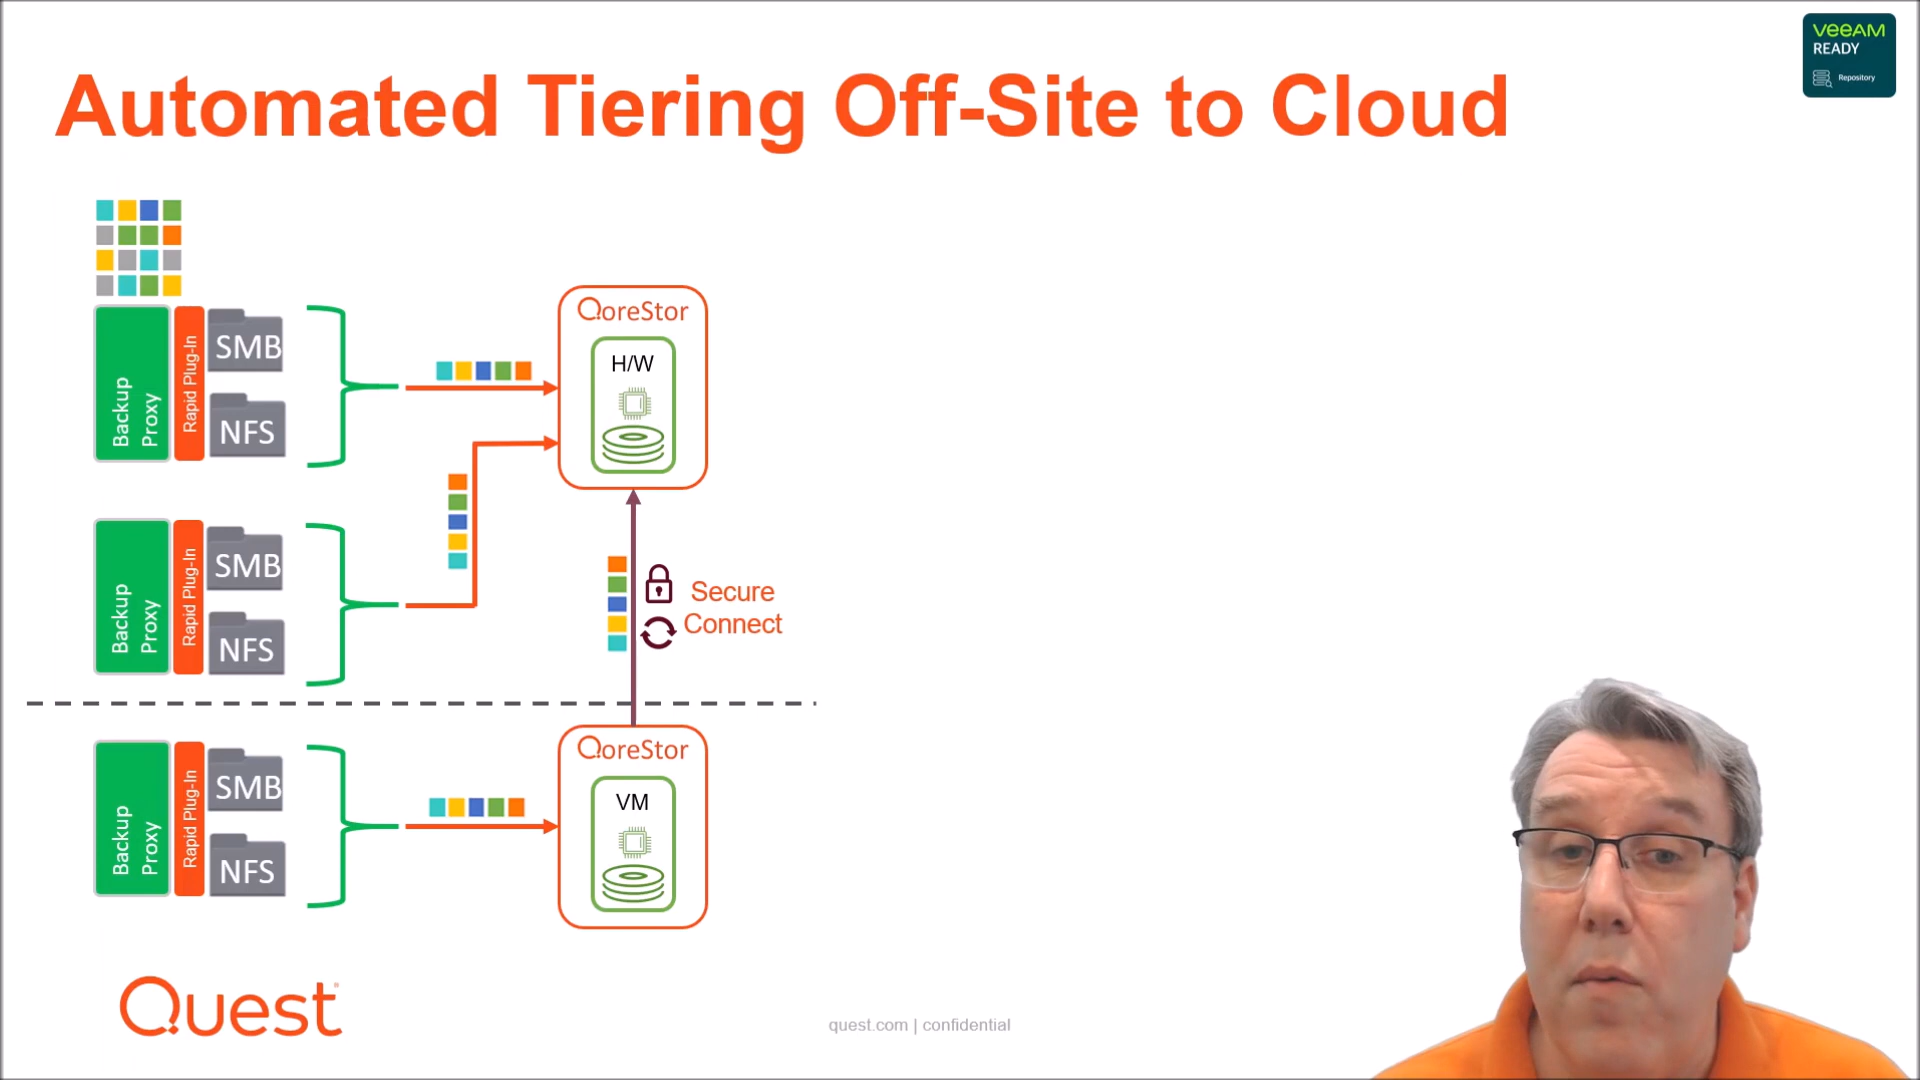 Automated Tiering Off-Site to Cloud
VeeAM
READY
Repository
Backup
Proxy
Rapid Plug-In
SMB
NFS
QoreStor
H/W
Backup
Proxy
Rapid Plug-In
SMB
NFS
Secure
Connect
Backup
Proxy
Rapid Plug-In
SMB
NFS
QoreStor
VM
Quest
quest.com | confidential